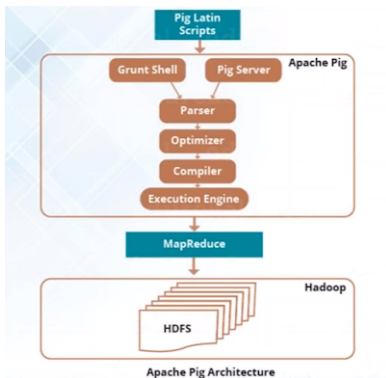 Pig Latin
Scripts
Apache Pig
Grunt Shell
Pig Server
Parser
Optimizer
Compiler
Execution Engine
MapReduce
Hadoop
HDFS
Apache Pig Architecture